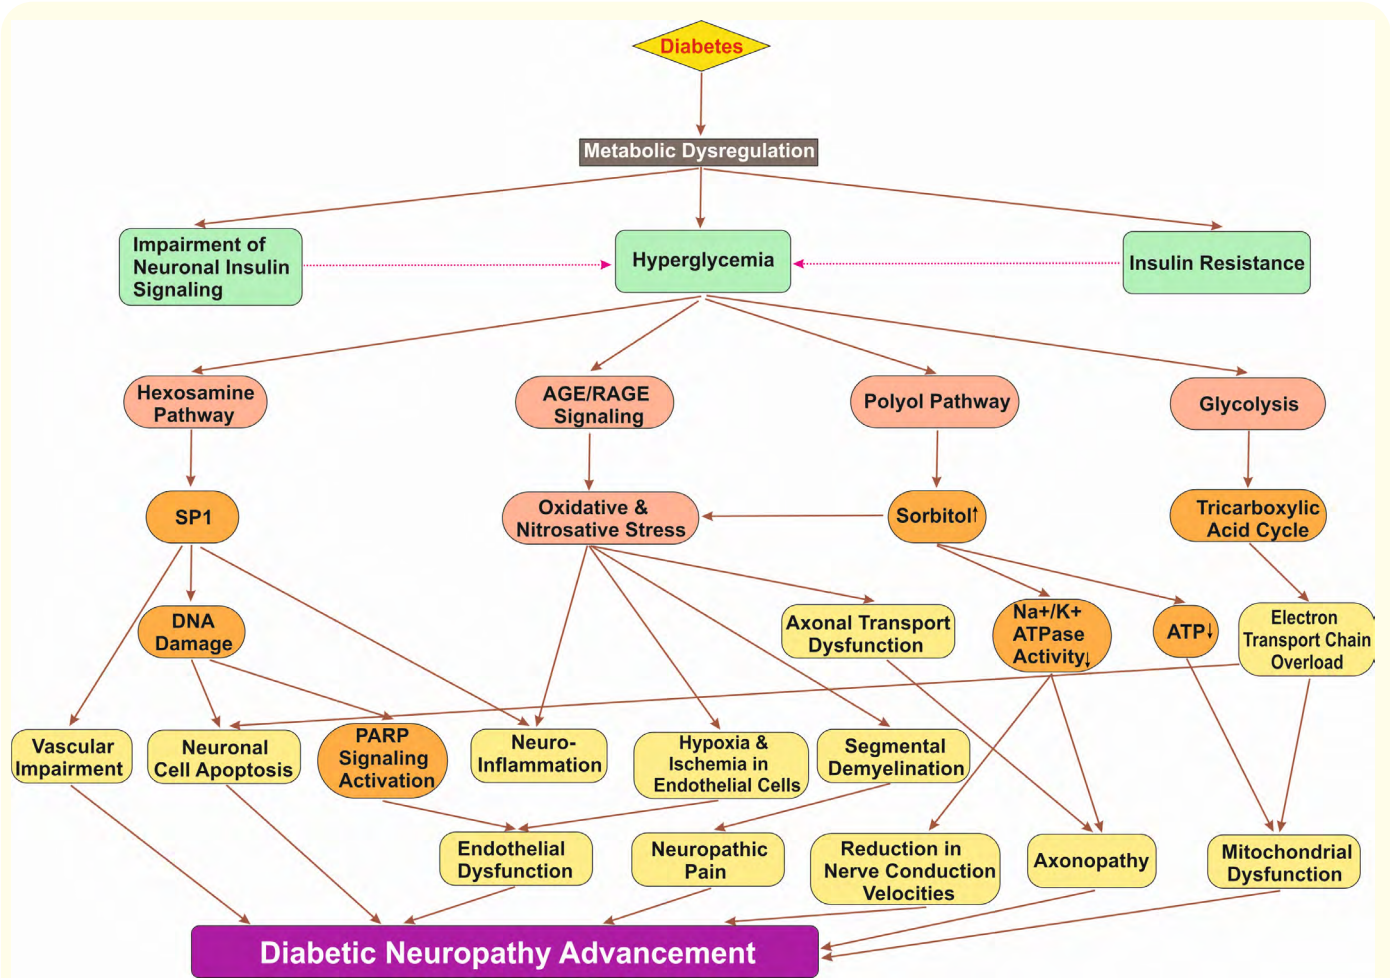 Diabetes
Metabolic Dysregulation
Impairment of
Neuronal Insulin
Signaling
Hyperglycemia
Insulin Resistance
Hexosamine
Pathway
AGE/RAGE
Signaling
Polyol Pathway
Glycolysis
SP1
Oxidative &
Nitrosative Stress
Sorbitol↑
Tricarboxylic
Acid Cycle
DNA
Damage
Axonal Transport
Dysfunction
Na+/K+
ATPase
Activity↓
ATP↓
Electron
Transport Chain
Overload
Vascular
Impairment
Neuronal
Cell Apoptosis
PARP
Signaling
Activation
Neuro-
Inflammation
Hypoxia &
Ischemia in
Endothelial Cells
Segmental
Demyelination
Endothelial
Dysfunction
Neuropathic
Pain
Reduction in
Nerve Conduction
Velocities
Axonopathy
Mitochondrial
Dysfunction
Diabetic Neuropathy Advancement